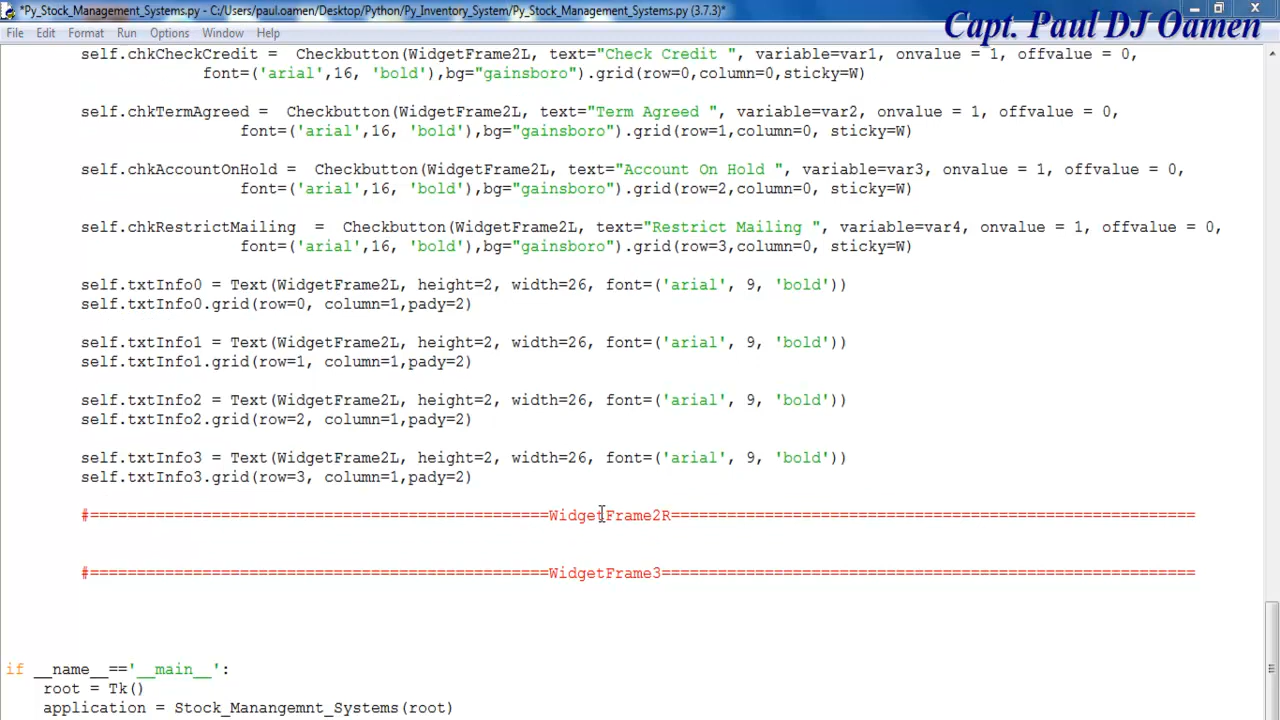 *Py_Stock_Management_Systems.py - C:/Users/paul.oamen/Desktop/Python/Py_Inventory_System/Py_Stock_Management_Systems.py (3.7.3)*
Capt. Paul DJ Oamen
File Edit Format Run Options Window Help
self.chkCheckCredit =  Checkbutton(WidgetFrame2L, text="Check Credit ", variable=var1, onvalue = 1, offvalue = 0,
font=('arial',16, 'bold'),bg="gainsboro").grid(row=0,column=0,sticky=W)
self.chkTermAgreed =  Checkbutton(WidgetFrame2L, text="Term Agreed ", variable=var2, onvalue = 1, offvalue = 0,
font=('arial',16, 'bold'),bg="gainsboro").grid(row=1,column=0, sticky=W)
self.chkAccountOnHold =  Checkbutton(WidgetFrame2L, text="Account On Hold ", variable=var3, onvalue = 1, offvalue = 0,
font=('arial',16, 'bold'),bg="gainsboro").grid(row=2,column=0, sticky=W)
self.chkRestrictMailing  =  Checkbutton(WidgetFrame2L, text="Restrict Mailing ", variable=var4, onvalue = 1, offvalue = 0,
font=('arial',16, 'bold'),bg="gainsboro").grid(row=3,column=0, sticky=W)
self.txtInfo0 = Text(WidgetFrame2L, height=2, width=26, font=('arial', 9, 'bold'))
self.txtInfo0.grid(row=0, column=1,pady=2)
self.txtInfo1 = Text(WidgetFrame2L, height=2, width=26, font=('arial', 9, 'bold'))
self.txtInfo1.grid(row=1, column=1,pady=2)
self.txtInfo2 = Text(WidgetFrame2L, height=2, width=26, font=('arial', 9, 'bold'))
self.txtInfo2.grid(row=2, column=1,pady=2)
self.txtInfo3 = Text(WidgetFrame2L, height=2, width=26, font=('arial', 9, 'bold'))
self.txtInfo3.grid(row=3, column=1,pady=2)
#=================================================WidgetFrame2R========================================================
#=================================================WidgetFrame3=========================================================
if __name__=='__main__':
root = Tk()
application = Stock_Manangemnt_Systems(root)